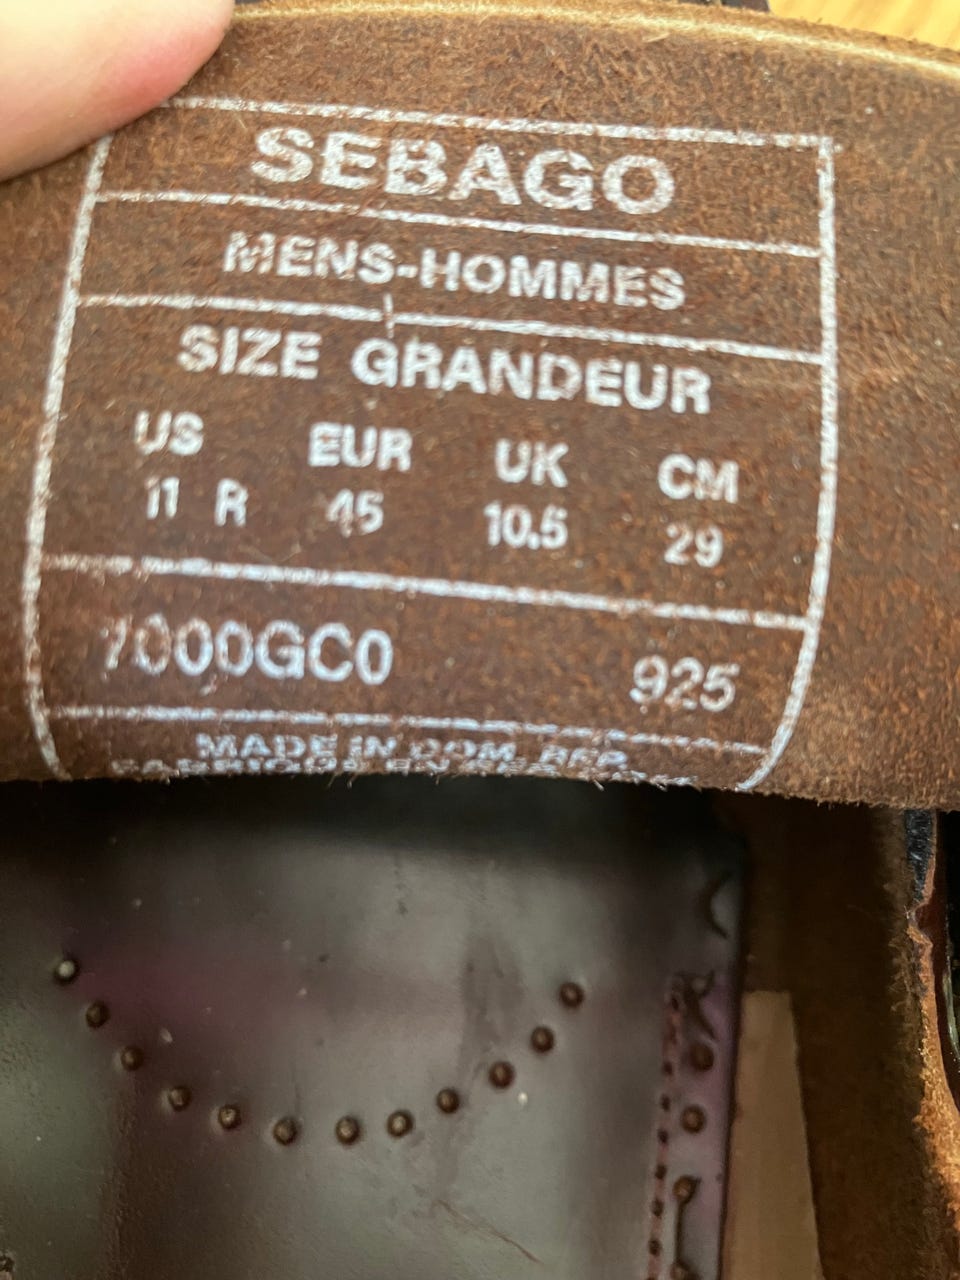 SEBAGO
MENS-HOMMES
SIZE GRANDEUR
US EUR UK CM
11 R 45 10.5 29
7000GC0 925
MADE IN DOM. REP.